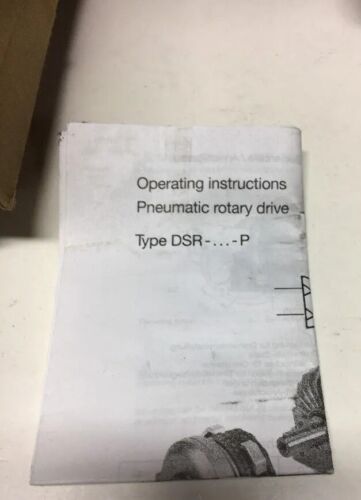 Operating instructions
Pneumatic rotary drive
Type DSR-...-P